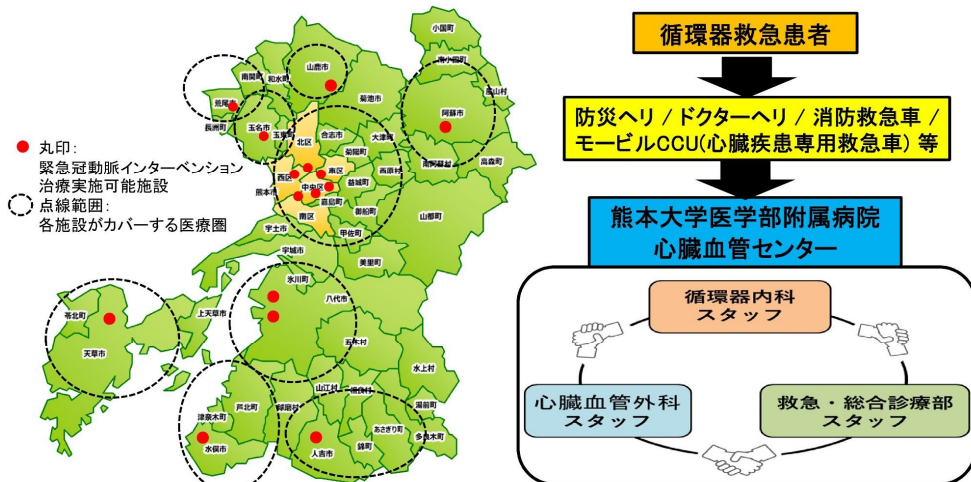 丸印:
緊急冠動脈インターベンション
治療実施可能施設
点線範囲:
各施設がカバーする医療圏
小国町
南小国町
産山村
山鹿市
南関町
和水町
菊池市
阿蘇市
荒尾市
長洲町
玉名市
玉東町
北区
合志市
大津町
菊陽町
西原村
南阿蘇村
高森町
西区
東区
中央区
益城町
熊本市
嘉島町
南区
御船町
山都町
甲佐町
宇土市
宇城市
美里町
氷川町
八代市
上天草市
苓北町
天草市
五木村
水上村
山江村
相良村
湯前町
津奈木町
芦北町
球磨村
あさぎり町
多良木町
水俣市
人吉市
錦町
循環器救急患者
防災ヘリ / ドクターヘリ / 消防救急車 /
モービルCCU(心臓疾患専用救急車) 等
熊本大学医学部附属病院
心臓血管センター
循環器内科
スタッフ
心臓血管外科
スタッフ
救急・総合診療部
スタッフ